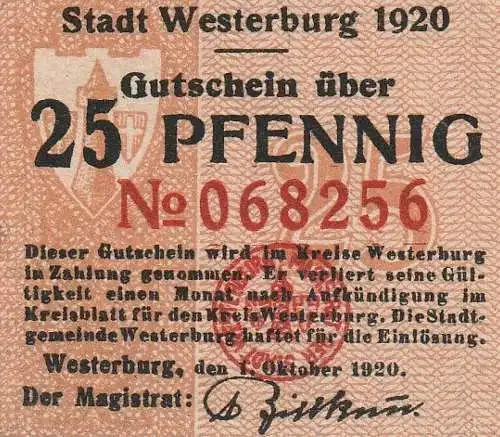 Stadt Westerburg 1920
Gutschein über
25 PFENNIG
№ 068256
Dieser Gutschein wird im Kreise Westerburg
in Zahlung genommen. Er verliert seine Gül-
tigkeit einen Monat nach Aufkündigung im
Kreisblatt für den Kreis Westerburg. Die Stadt-
gemeinde Westerburg haftet für die Einlösung.
Westerburg, den 1. Oktober 1920.
Der Magistrat: